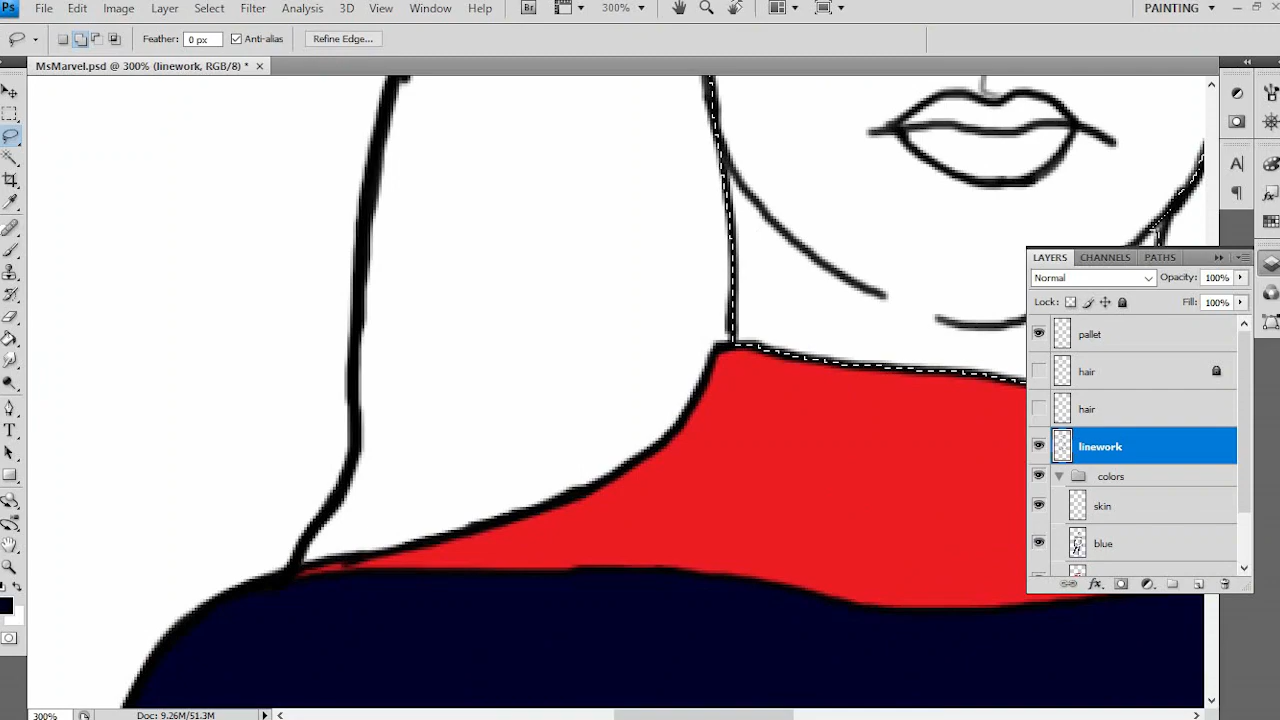 Ps File Edit Image Layer Select Filter Analysis 3D View Window Help Br 300% PAINTING
Feather: 0 px Anti-alias Refine Edge...
MsMarvel.psd @ 300% (linework, RGB/8) * ×
LAYERS CHANNELS PATHS
Normal Opacity: 100%
Lock: Fill: 100%
pallet
hair
hair
linework
colors
skin
blue
fx
300% Doc: 9.26M/51.3M